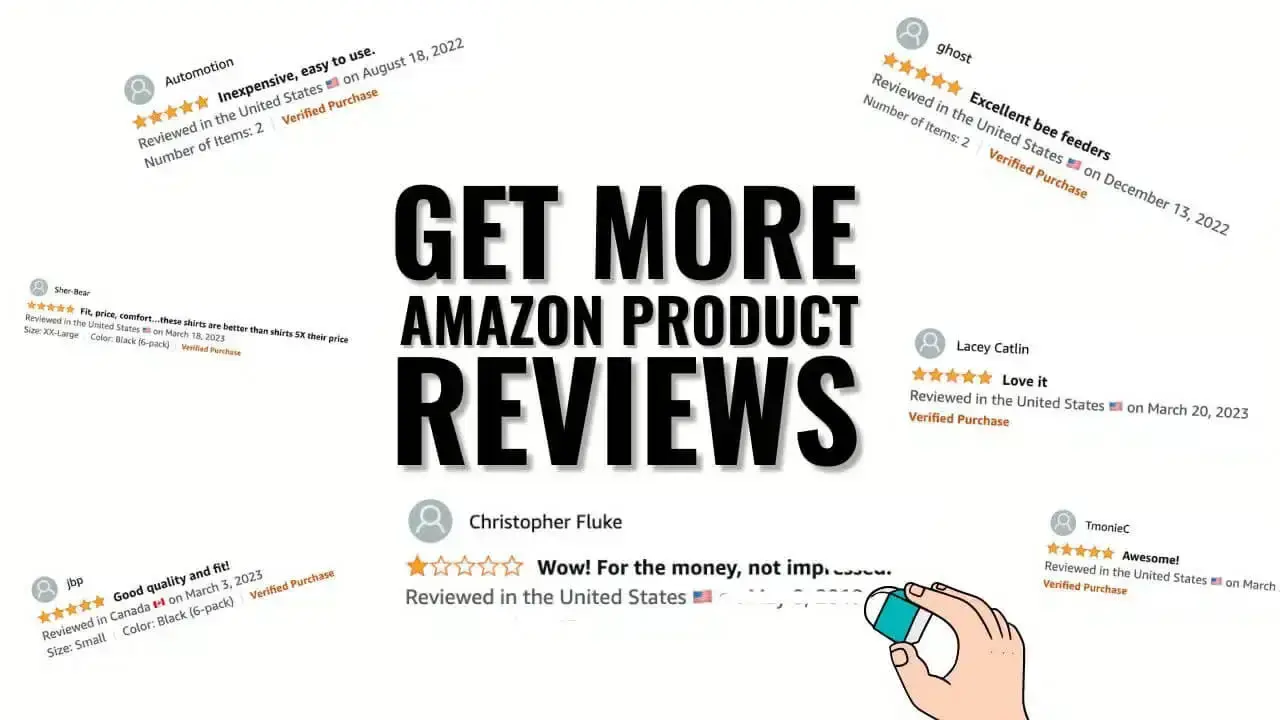 Automotion
Inexpensive, easy to use.
Reviewed in the United States on August 18, 2022
Number of Items: 2 | Verified Purchase
ghost
Excellent bee feeders
Reviewed in the United States on December 13, 2022
Number of Items: 2 | Verified Purchase
GET MORE
AMAZON PRODUCT
REVIEWS
Sher-Bear
Fit, price, comfort...these shirts are better than shirts 5X their price
Reviewed in the United States on March 18, 2023
Size: XX-Large | Color: Black (6-pack) | Verified Purchase
Lacey Catlin
Love it
Reviewed in the United States on March 20, 2023
Verified Purchase
Christopher Fluke
Wow! For the money, not impressed.
Reviewed in the United States
jbp
Good quality and fit!
Reviewed in Canada on March 3, 2023
Size: Small | Color: Black (6-pack) | Verified Purchase
TmonieC
Awesome!
Reviewed in the United States on March
Verified Purchase